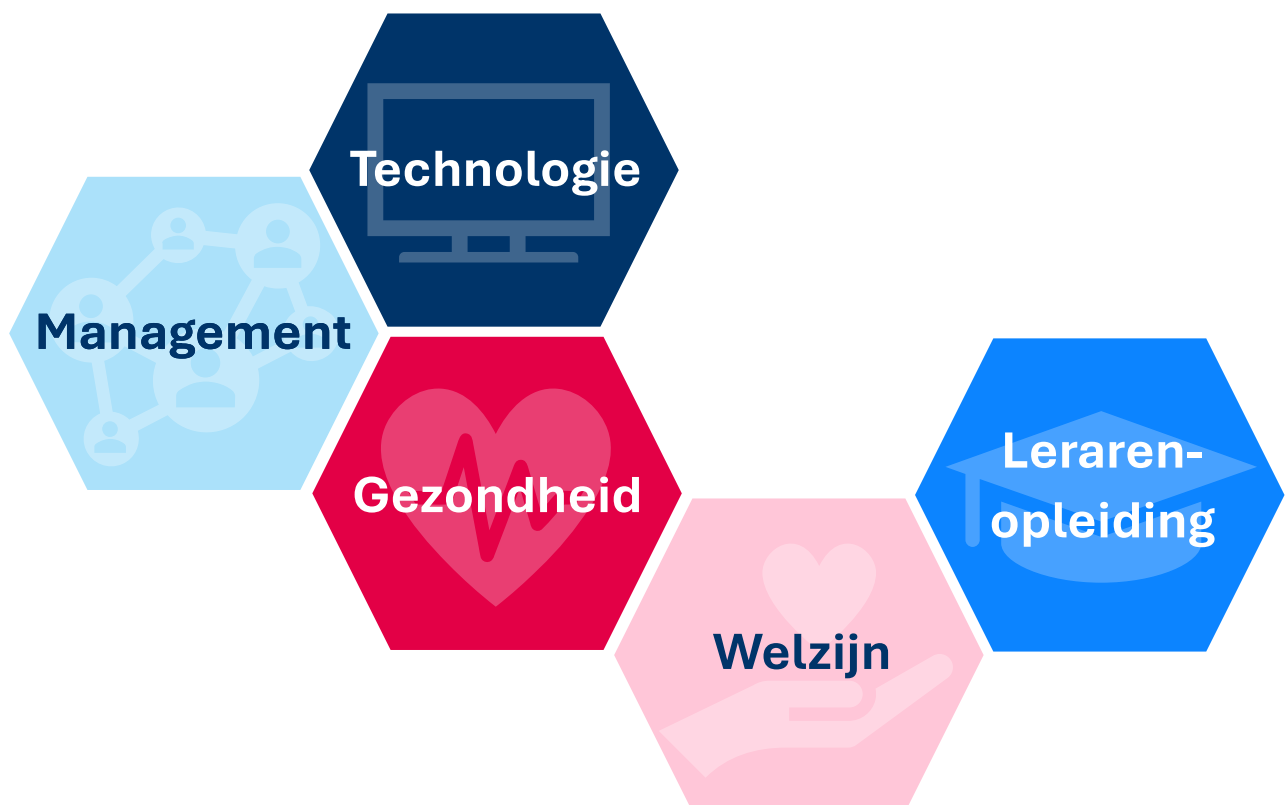 Technologie
Management
Gezondheid
Leraren-
opleiding
Welzijn